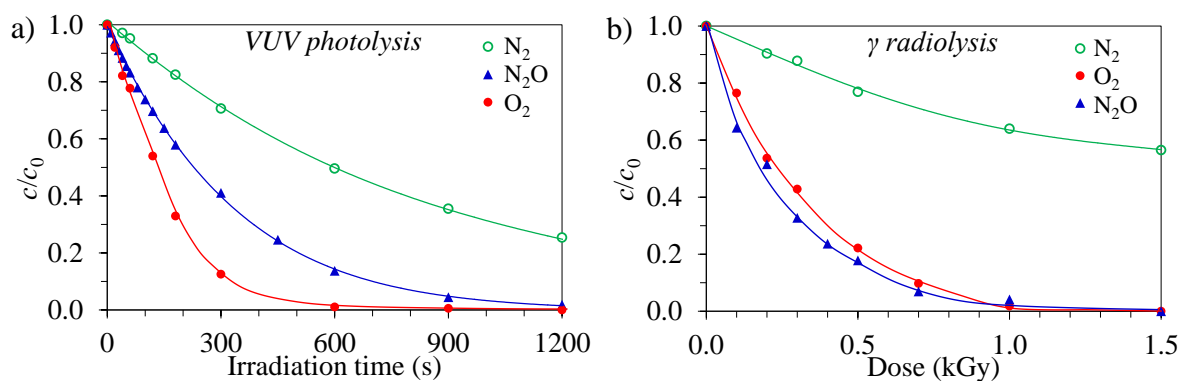 a)
VUV photolysis
N₂
N₂O
O₂
c/c₀
1.0
0.8
0.6
0.4
0.2
0.0
0 300 600 900 1200
Irradiation time (s)
b)
γ radiolysis
N₂
O₂
N₂O
c/c₀
1.0
0.8
0.6
0.4
0.2
0.0
0.0 0.5 1.0 1.5
Dose (kGy)